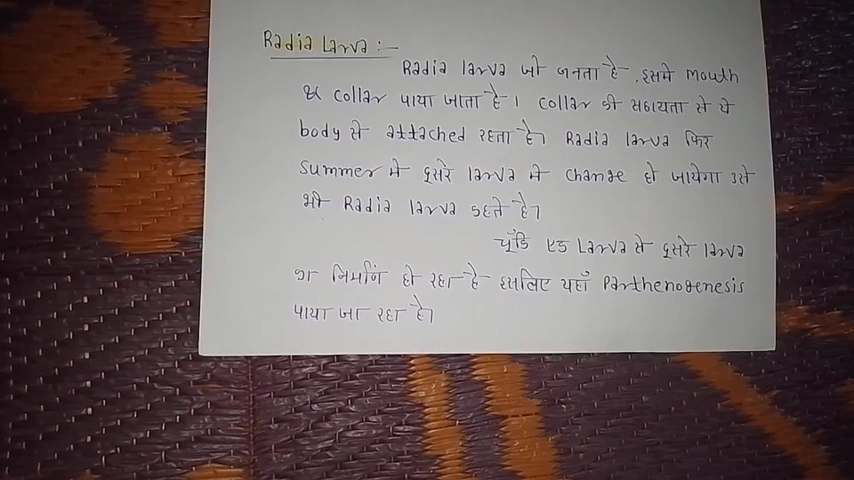 Radia Larva :-
Radia larva जो बनता है, इसमे mouth
& collar पाया जाता है। collar की सहायता से ये
body से attached रहता है। Radia larva फिर
summer मे दूसरे larva मे change हो जायेगा उसे
भी Radia larva कहते है।
चूँकि एक Larva से दूसरे larva
का निर्माण हो रहा है इसलिए यहाँ Parthenogenesis
पाया जा रहा है।